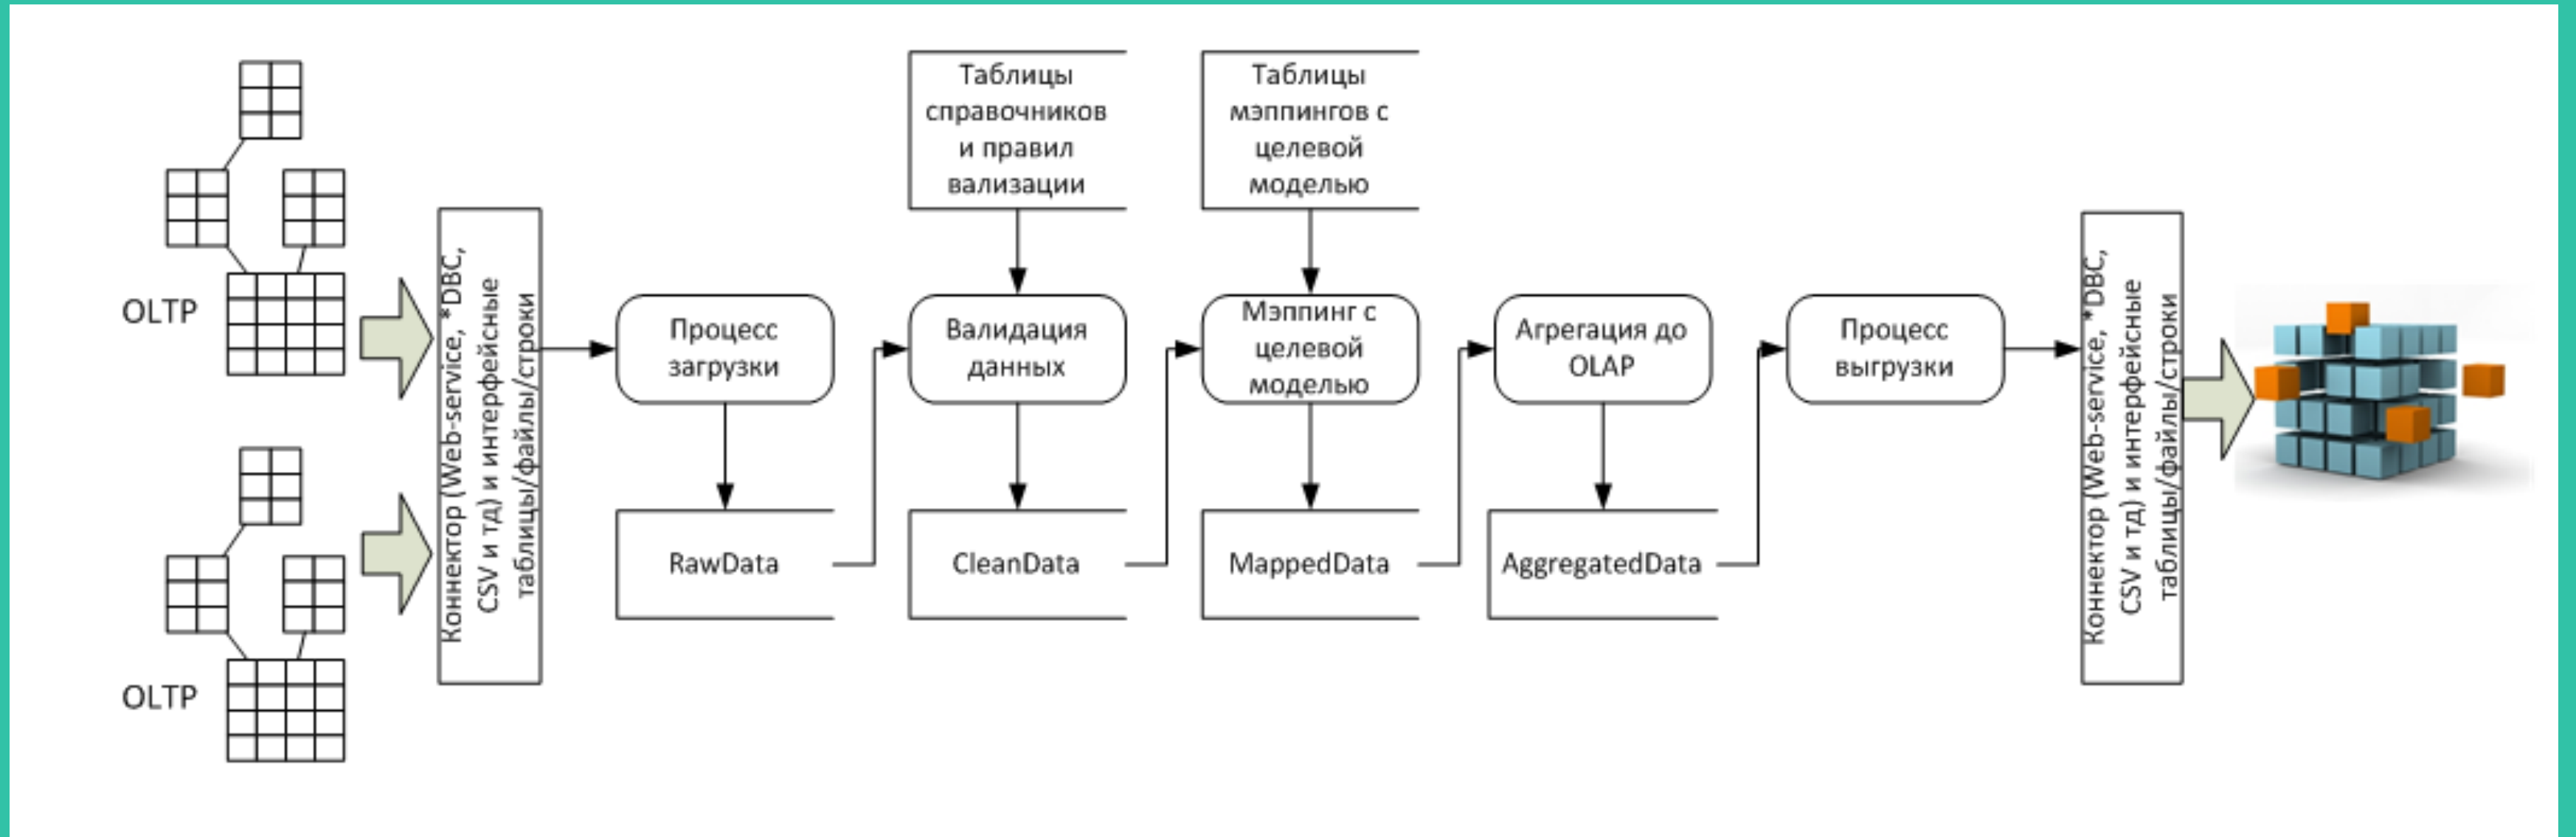 OLTP
OLTP
Коннектор (Web-service, *DBC,
CSV и тд) и интерфейсные
таблицы/файлы/строки
Процесс
загрузки
RawData
Таблицы
справочников
и правил
вализации
Валидация
данных
CleanData
Таблицы
мэппингов с
целевой
моделью
Мэппинг с
целевой
моделью
MappedData
Агрегация до
OLAP
AggregatedData
Процесс
выгрузки
Коннектор (Web-service, *DBC,
CSV и тд) и интерфейсные
таблицы/файлы/строки